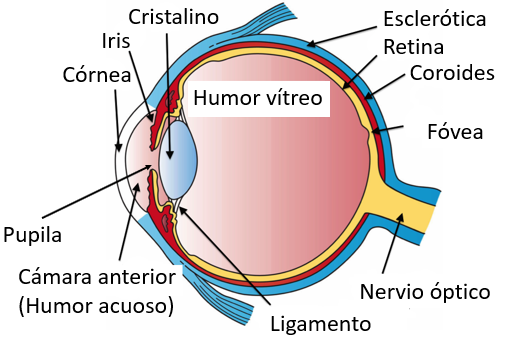 Cristalino
Iris
Córnea
Humor vítreo
Esclerótica
Retina
Coroides
Fóvea
Pupila
Cámara anterior
(Humor acuoso)
Ligamento
Nervio óptico